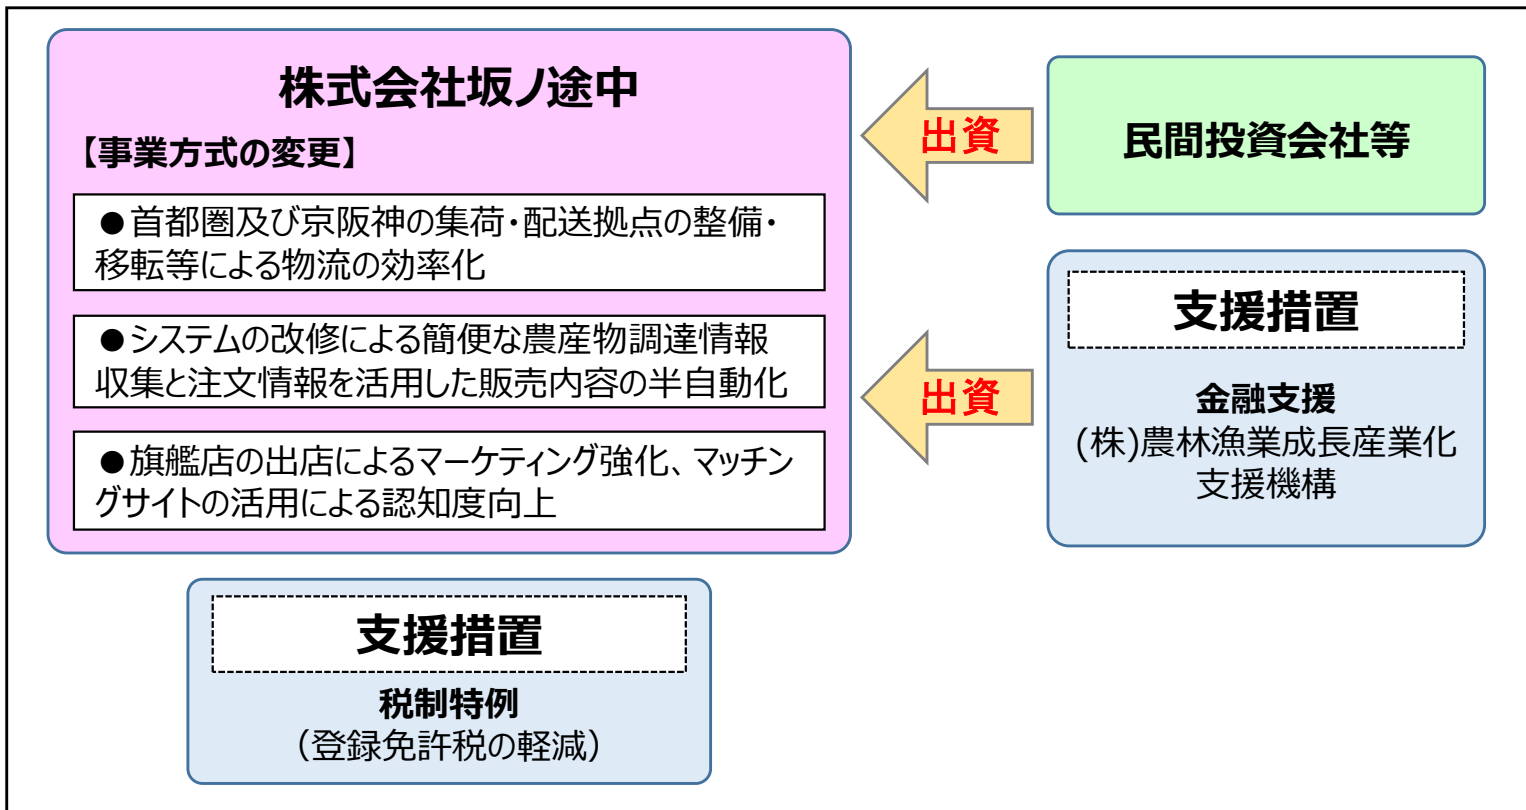 株式会社坂ノ途中
【事業方式の変更】
●首都圏及び京阪神の集荷・配送拠点の整備・
移転等による物流の効率化
●システムの改修による簡便な農産物調達情報
収集と注文情報を活用した販売内容の半自動化
●旗艦店の出店によるマーケティング強化、マッチン
グサイトの活用による認知度向上
出資
民間投資会社等
出資
支援措置
金融支援
(株)農林漁業成長産業化
支援機構
支援措置
税制特例
（登録免許税の軽減）